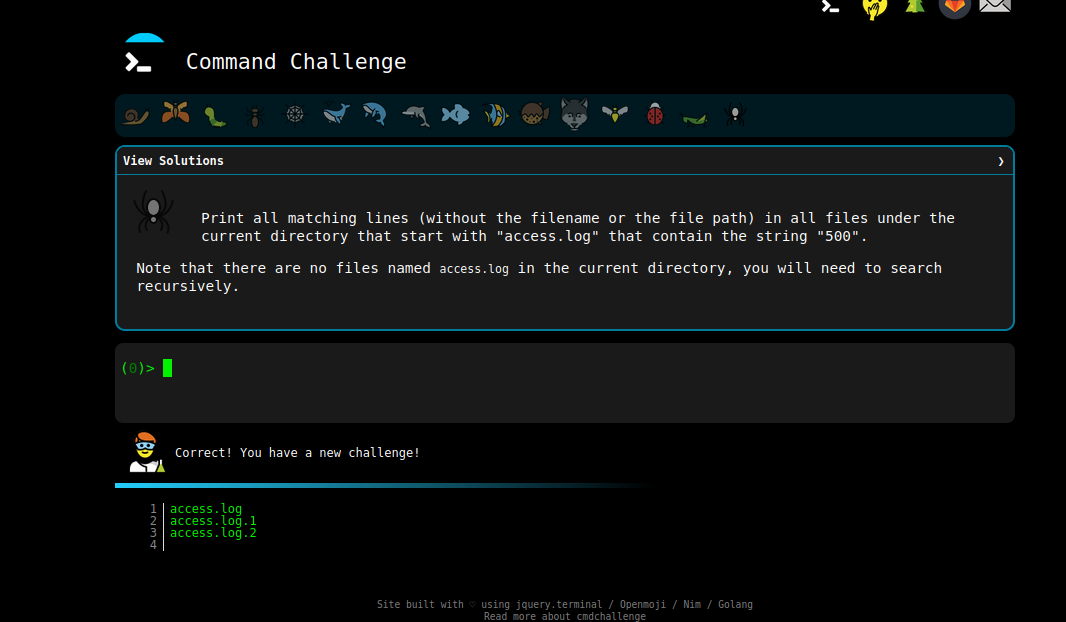 Command Challenge
View Solutions ❯
Print all matching lines (without the filename or the file path) in all files under the
current directory that start with "access.log" that contain the string "500".
Note that there are no files named access.log in the current directory, you will need to search
recursively.
(0)>
Correct! You have a new challenge!
1 access.log
2 access.log.1
3 access.log.2
4
Site built with ♡ using jquery.terminal / Openmoji / Nim / Golang
Read more about cmdchallenge